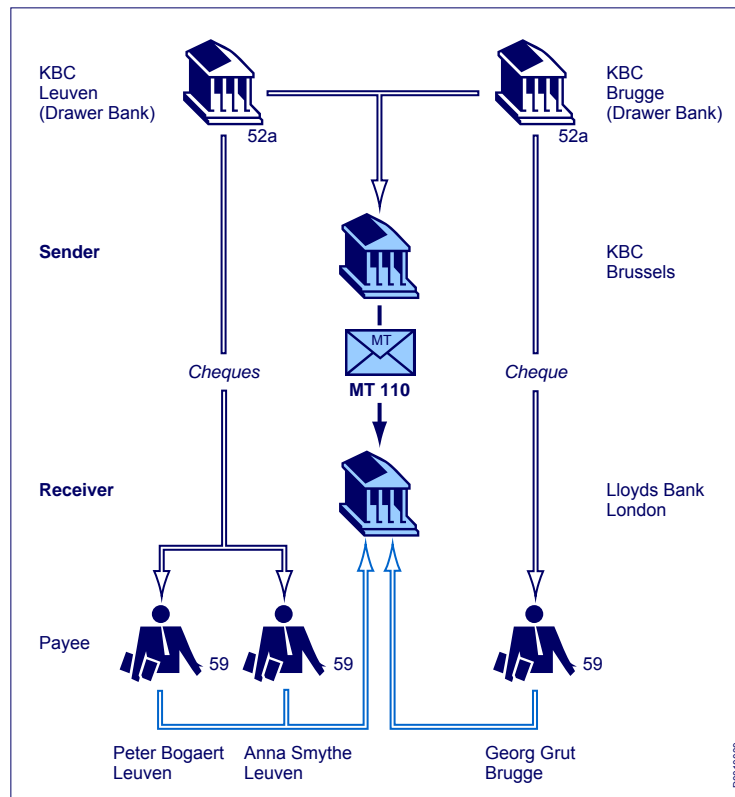 KBC
Leuven
(Drawer Bank)
52a
KBC
Brugge
(Drawer Bank)
52a
Sender
KBC
Brussels
MT
Cheques
MT 110
Cheque
Receiver
Lloyds Bank
London
Payee
59
59
59
Peter Bogaert
Leuven
Anna Smythe
Leuven
Georg Grut
Brugge